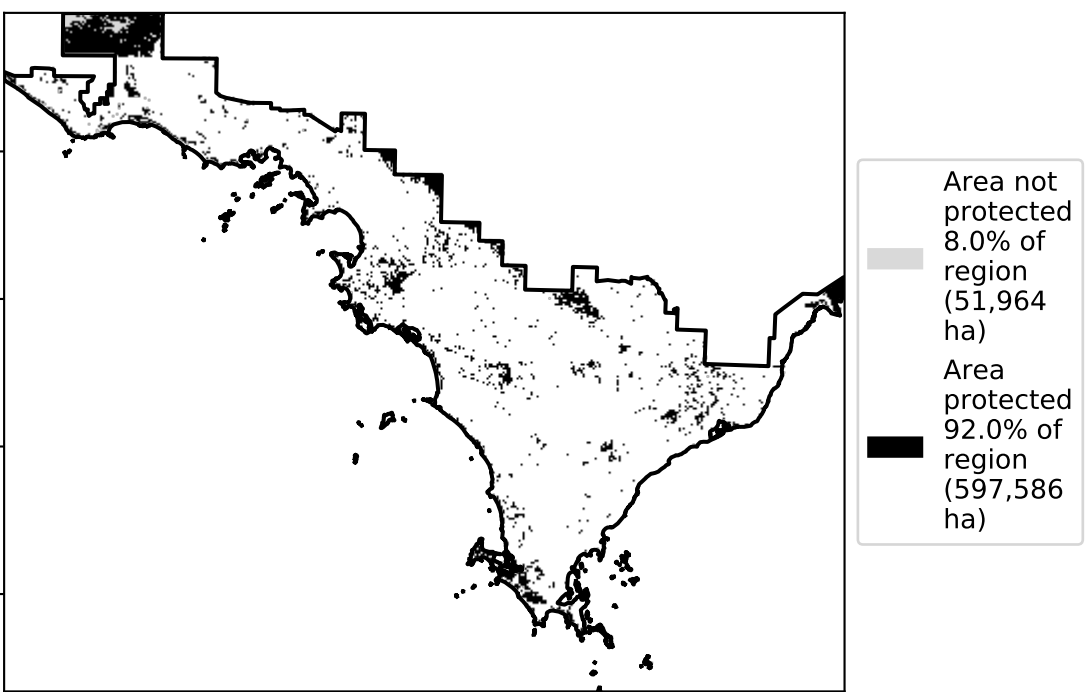 Area not
protected
8.0% of
region
(51,964
ha)
Area
protected
92.0% of
region
(597,586
ha)